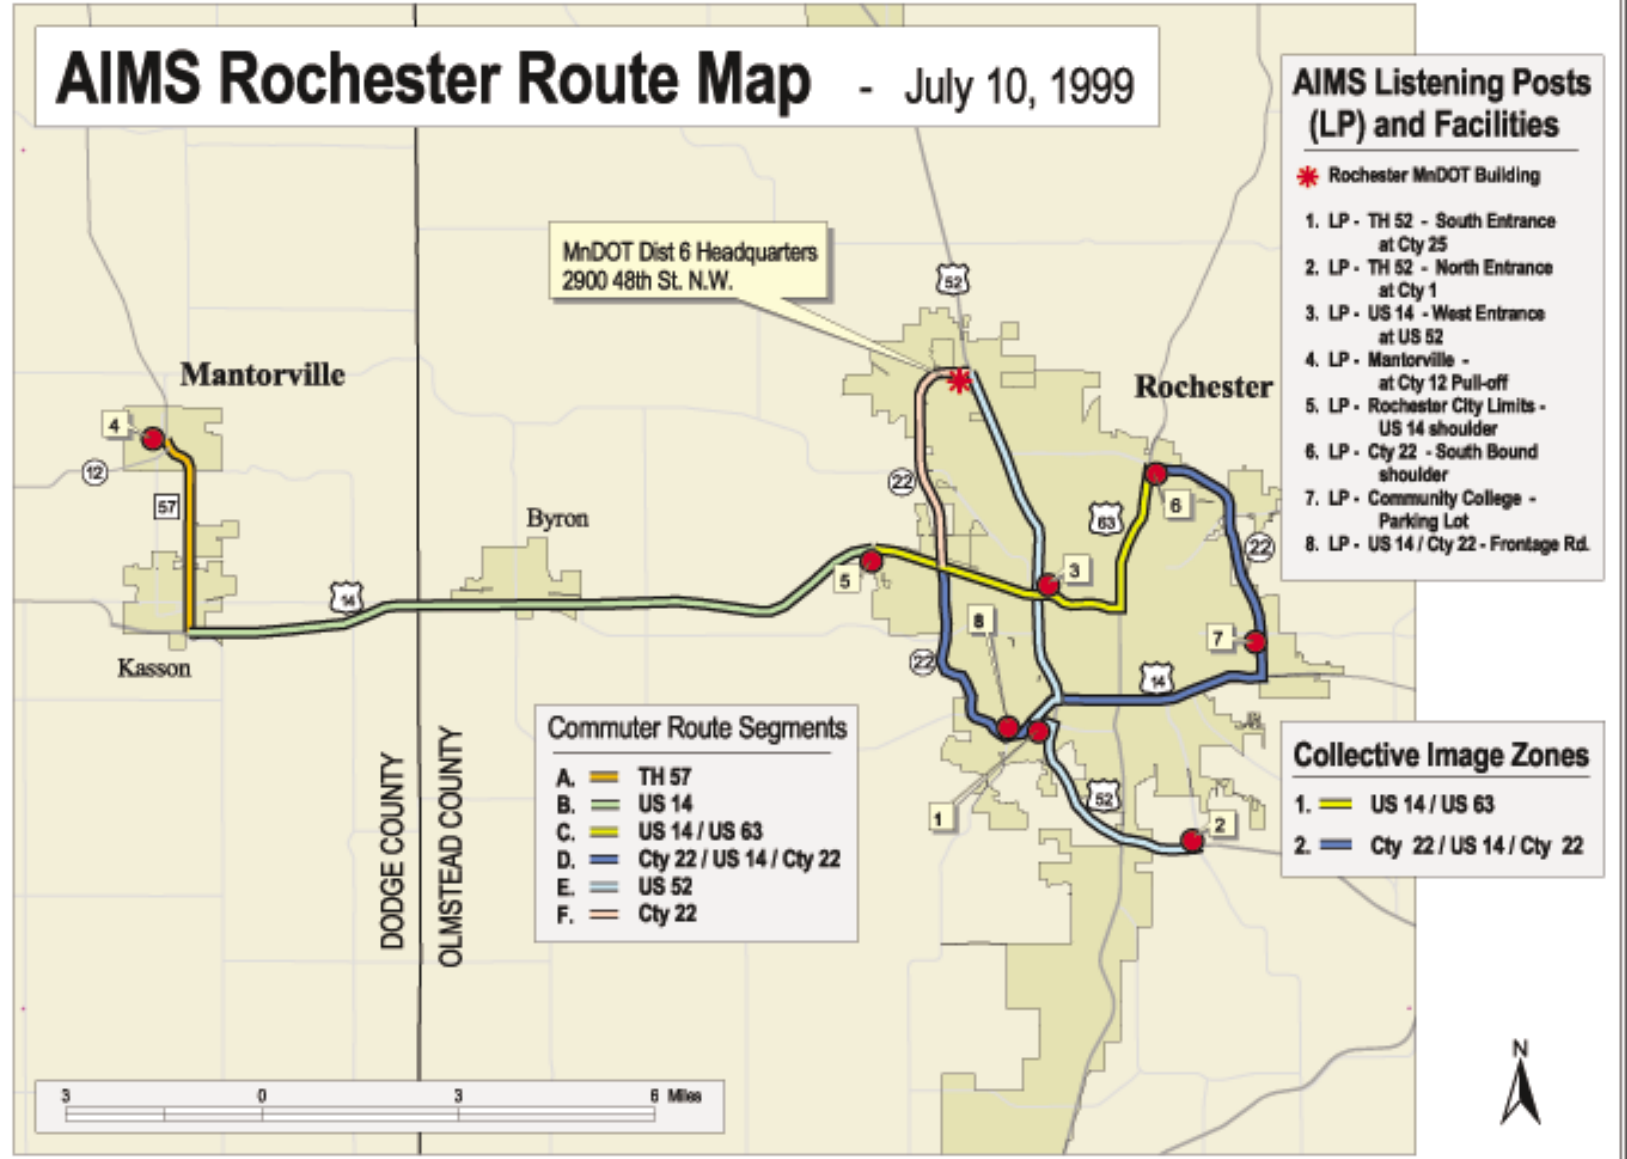 AIMS Rochester Route Map - July 10, 1999
AIMS Listening Posts
(LP) and Facilities
Rochester MnDOT Building
1. LP - TH 52 - South Entrance
at Cty 25
2. LP - TH 52 - North Entrance
at Cty 1
3. LP - US 14 - West Entrance
at US 52
4. LP - Mantorville -
at Cty 12 Pull-off
5. LP - Rochester City Limits -
US 14 shoulder
6. LP - Cty 22 - South Bound
shoulder
7. LP - Community College -
Parking Lot
8. LP - US 14 / Cty 22 - Frontage Rd.
MnDOT Dist 6 Headquarters
2900 48th St. N.W.
52
Mantorville
Rochester
4
12
57
22
63
6
Byron
22
5
3
14
8
7
22
14
Kasson
1
52
2
DODGE COUNTY
OLMSTEAD COUNTY
Commuter Route Segments
A. TH 57
B. US 14
C. US 14 / US 63
D. Cty 22 / US 14 / Cty 22
E. US 52
F. Cty 22
Collective Image Zones
1. US 14 / US 63
2. Cty 22 / US 14 / Cty 22
3 0 3 6 Miles
N